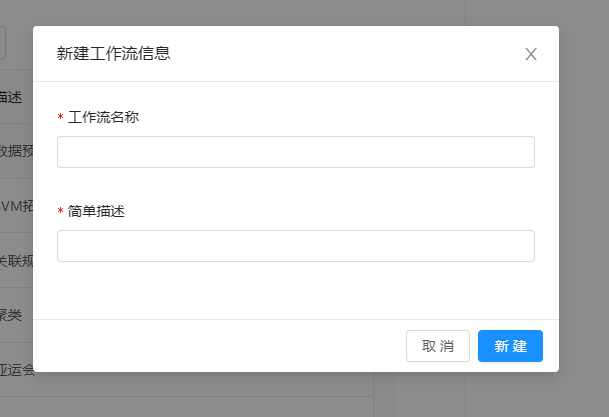 新建工作流信息
X
描述
* 工作流名称
数据预
VM拓
* 简单描述
关联规
聚类
取 消
新 建
亚运会